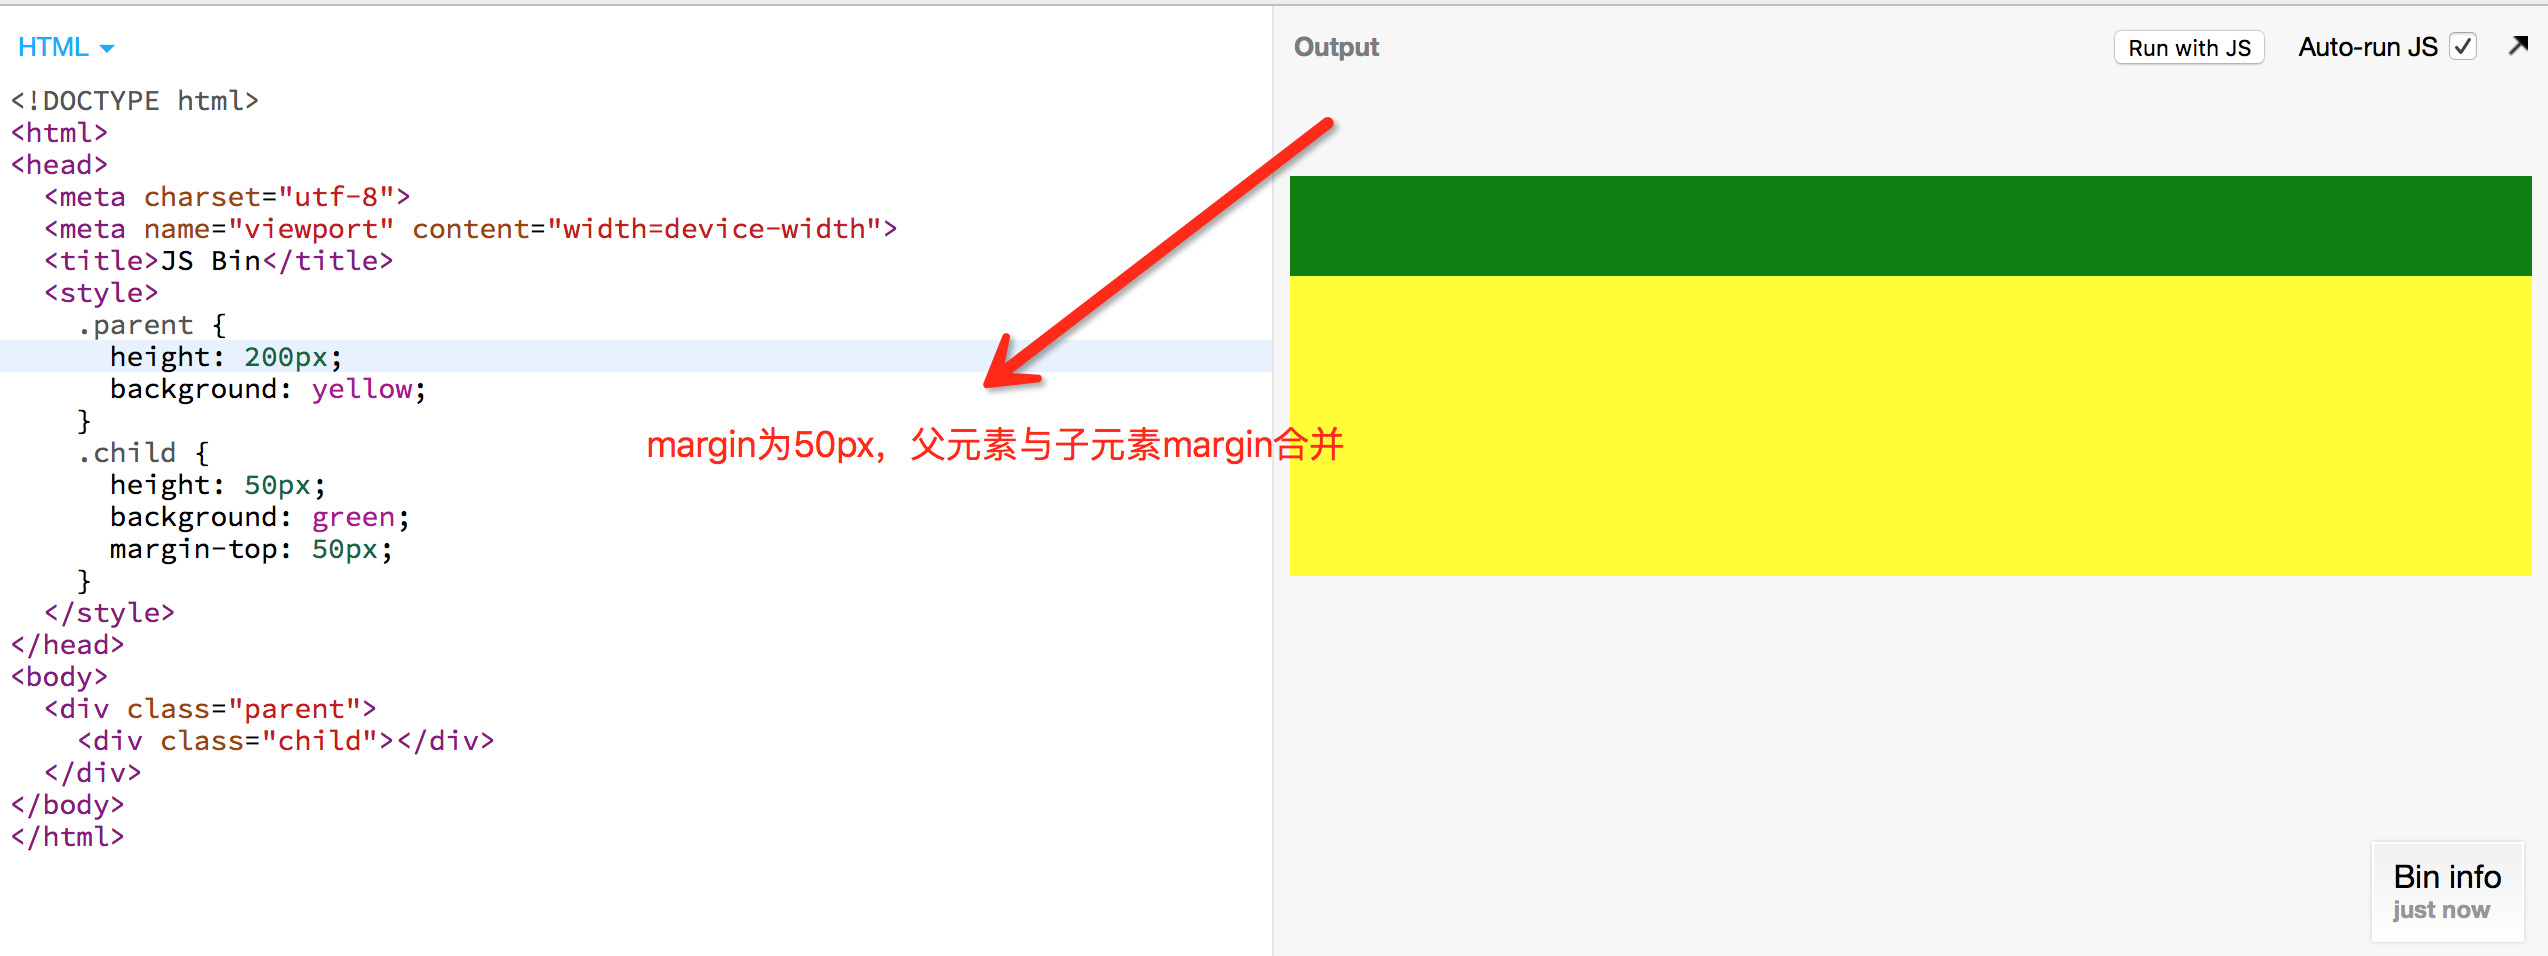 HTML
Output
Run with JS
Auto-run JS
<!DOCTYPE html>
<html>
<head>
  <meta charset="utf-8">
  <meta name="viewport" content="width=device-width">
  <title>JS Bin</title>
  <style>
    .parent {
      height: 200px;
      background: yellow;
    }
margin为50px，父元素与子元素margin合并
    .child {
      height: 50px;
      background: green;
      margin-top: 50px;
    }
  </style>
</head>
<body>
  <div class="parent">
    <div class="child"></div>
  </div>
</body>
</html>
Bin info
just now